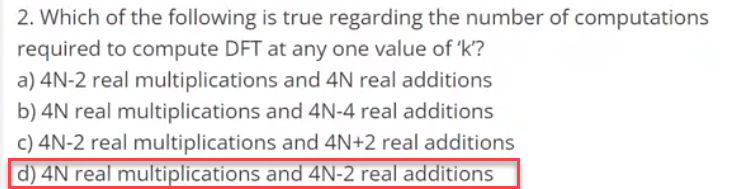 2. Which of the following is true regarding the number of computations
required to compute DFT at any one value of ‘k’?
a) 4N-2 real multiplications and 4N real additions
b) 4N real multiplications and 4N-4 real additions
c) 4N-2 real multiplications and 4N+2 real additions
d) 4N real multiplications and 4N-2 real additions